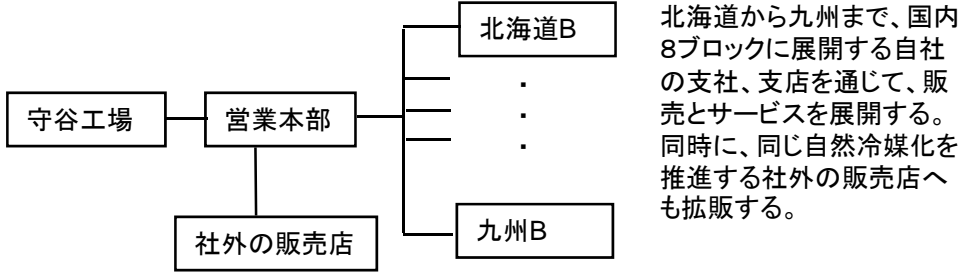 守谷工場
営業本部
社外の販売店
北海道B
・
・
・
九州B
北海道から九州まで、国内
8ブロックに展開する自社
の支社、支店を通じて、販
売とサービスを展開する。
同時に、同じ自然冷媒化を
推進する社外の販売店へ
も拡販する。